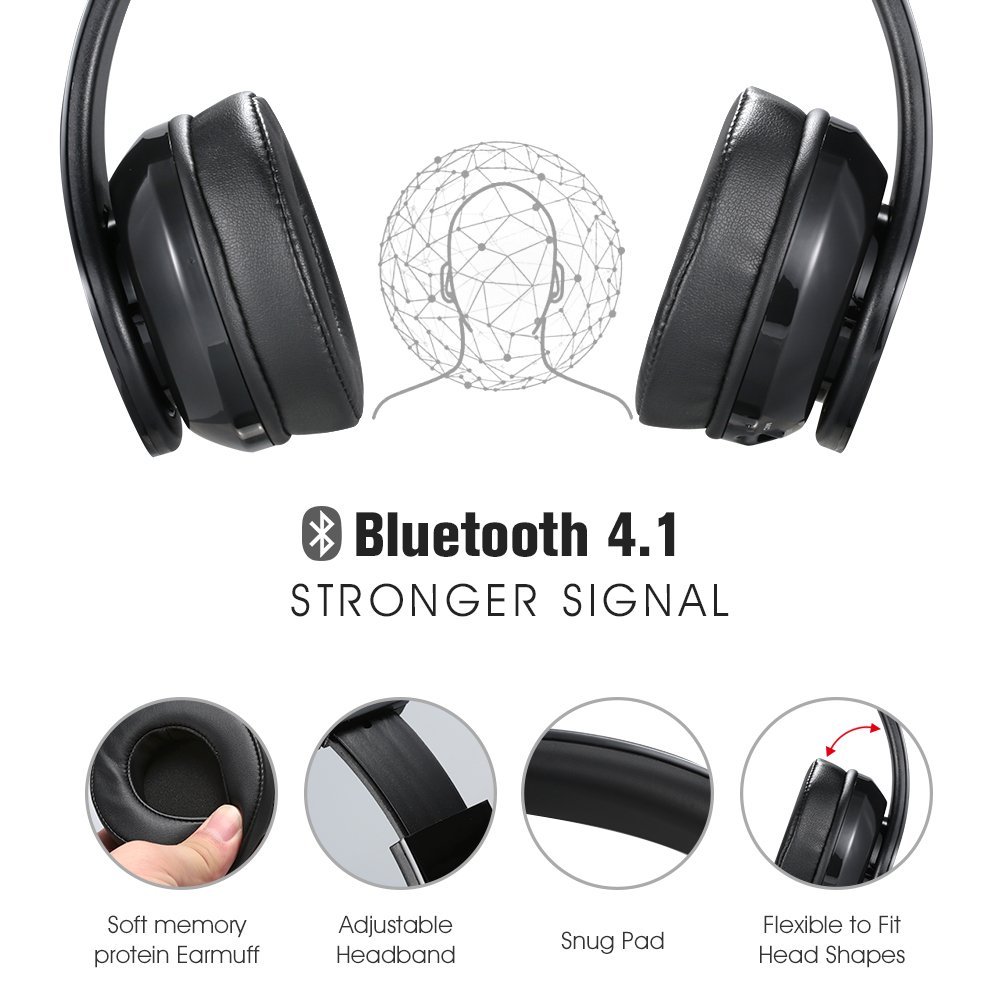 Bluetooth 4.1
STRONGER SIGNAL
Soft memory
protein Earmuff
Adjustable
Headband
Snug Pad
Flexible to Fit
Head Shapes